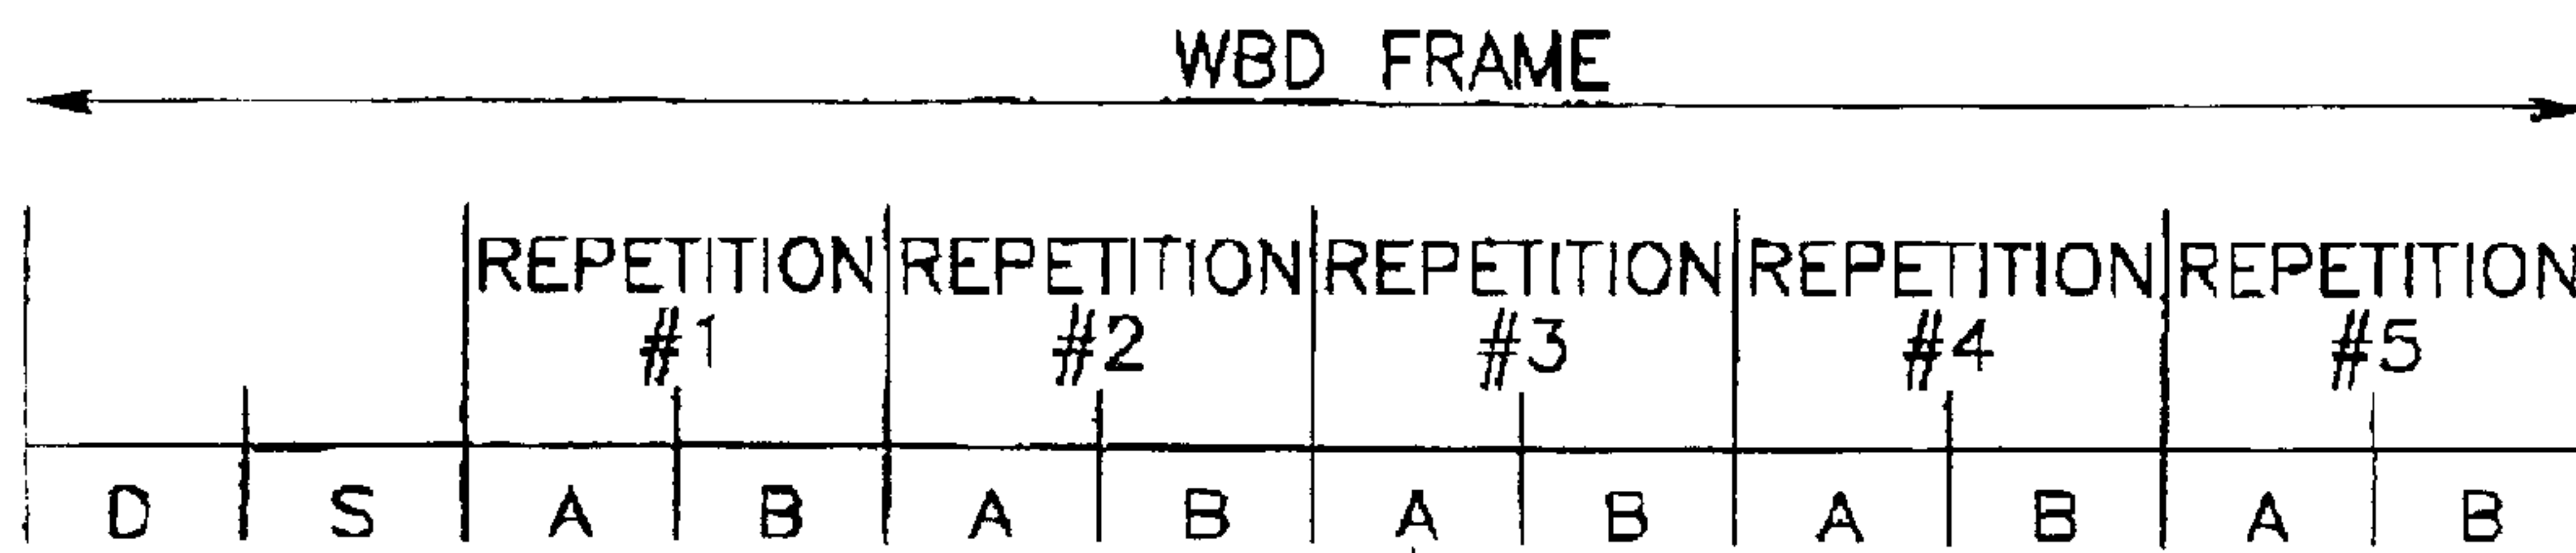 WBD FRAME
REPETITION REPETITION REPETITION REPETITION REPETITION
#1 #2 #3 #4 #5
D S A B A B A B A B A B